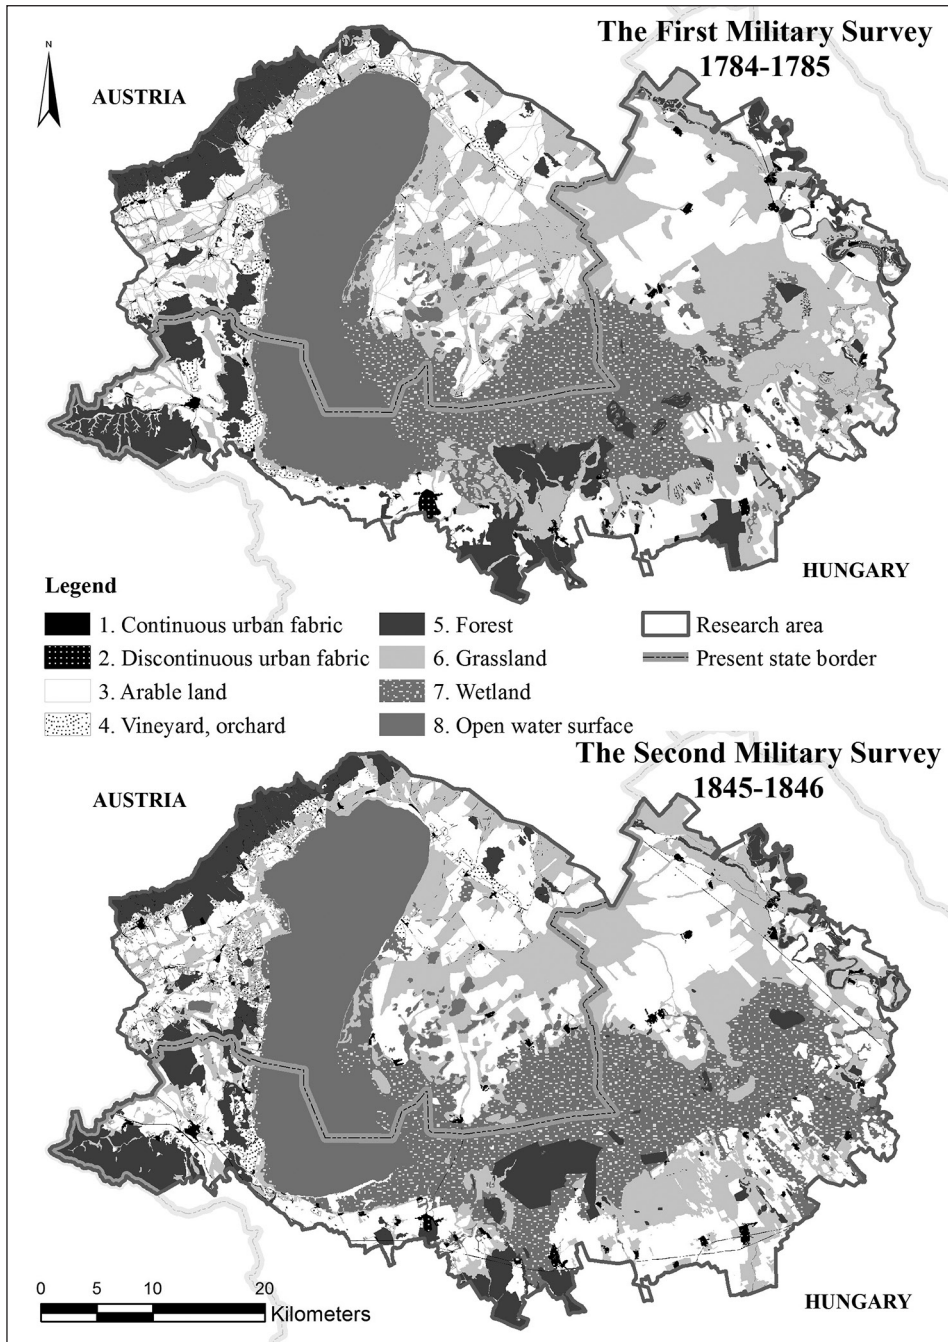 The First Military Survey
1784-1785
N
AUSTRIA
HUNGARY
Legend
1. Continuous urban fabric
2. Discontinuous urban fabric
3. Arable land
4. Vineyard, orchard
5. Forest
6. Grassland
7. Wetland
8. Open water surface
Research area
Present state border
The Second Military Survey
1845-1846
AUSTRIA
HUNGARY
0 5 10 20
Kilometers